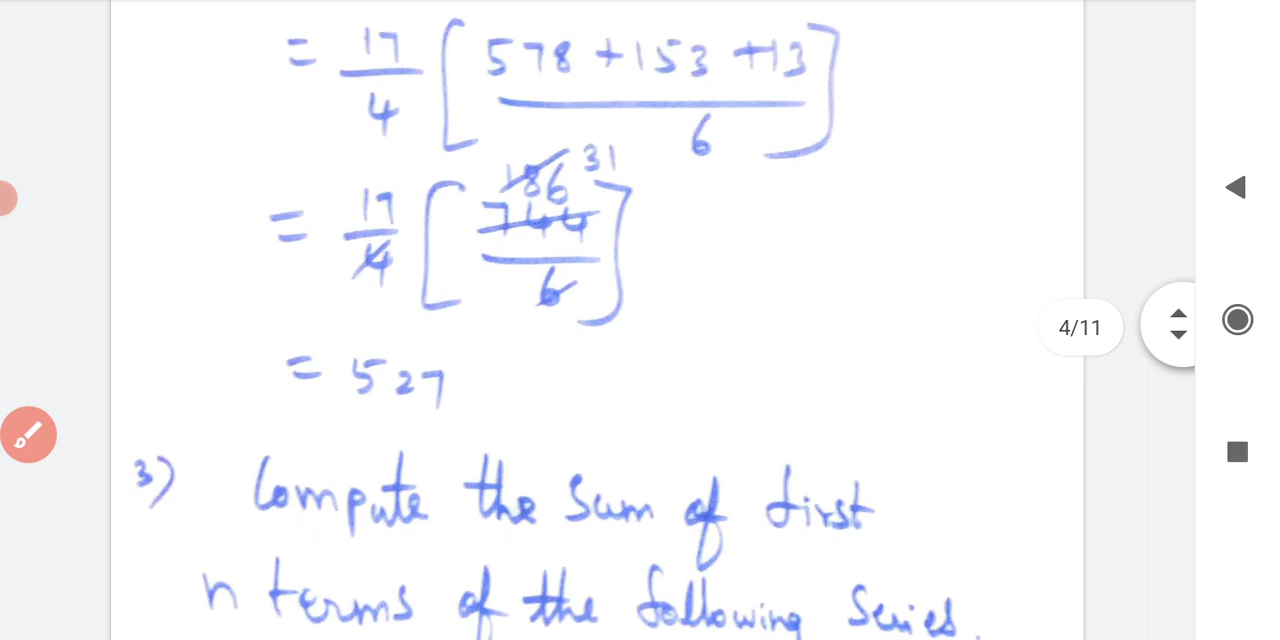 = 17/4 [ (578 + 153 + 13)/6 ]
186 31
= 17/4 [ 744/6 ]
= 527
4/11
3) Compute the sum of first
n terms of the following series.